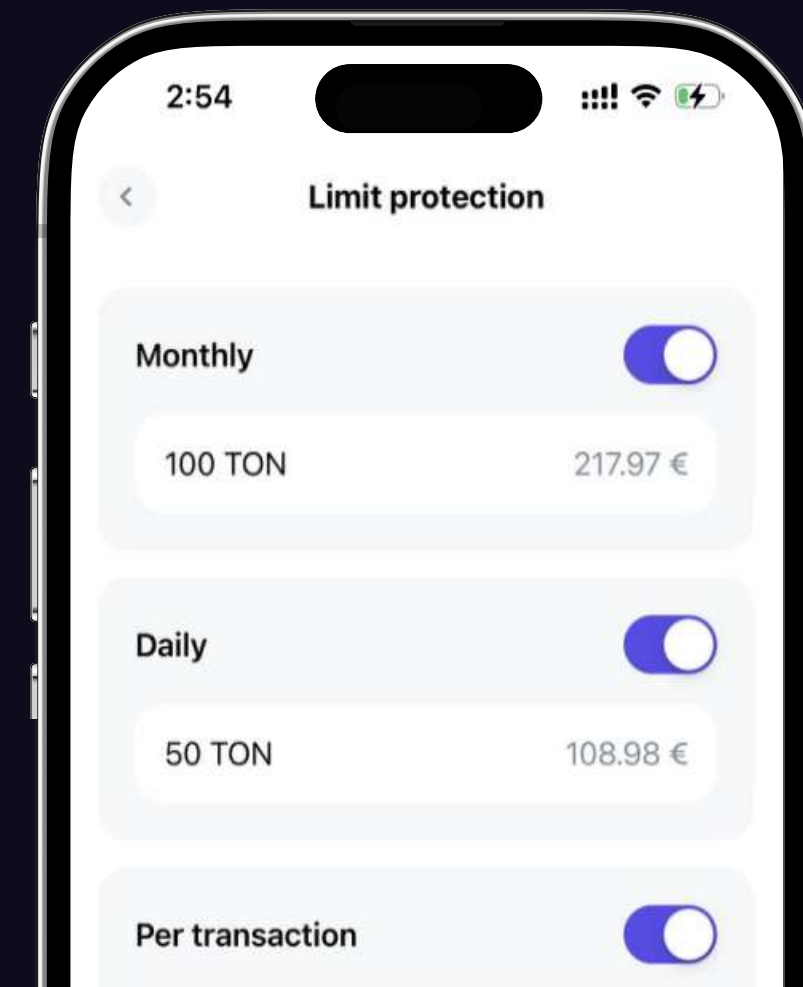 2:54
Limit protection
Monthly
100 TON 217.97 €
Daily
50 TON 108.98 €
Per transaction